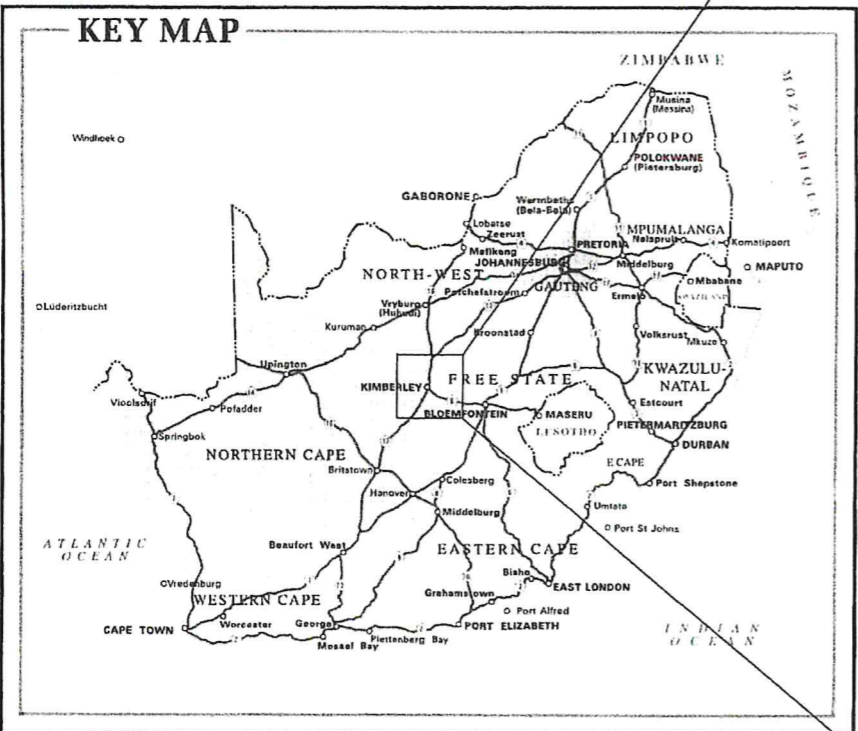 KEY MAP
ZIMBABWE
MOZAMBIQUE
Musina
(Messina)
Windhoek
LIMPOPO
POLOKWANE
(Pietersburg)
GABORONE
Warmbaths
(Bela-Bela)
Lobatse
Zeerust
MPUMALANGA
Nelspruit
Komatipoort
PRETORIA
Mafikeng
JOHANNESBURG
Middelburg
MAPUTO
NORTH-WEST
GAUTENG
Mbabane
Potchefstroom
Ermelo
SWAZILAND
Lüderitzbucht
Vryburg
(Huhudi)
Kuruman
Kroonstad
Volksrust
Mkuze
Upington
KIMBERLEY
FREE STATE
KWAZULU-
NATAL
Vioolsdrif
Pofadder
BLOEMFONTEIN
MASERU
Estcourt
LESOTHO
PIETERMARITZBURG
DURBAN
Springbok
NORTHERN CAPE
Britstown
E CAPE
Colesberg
Port Shepstone
Hanover
Umtata
Middelburg
Port St Johns
ATLANTIC
OCEAN
Beaufort West
EASTERN CAPE
Vredenburg
Bisho
EAST LONDON
WESTERN CAPE
Grahamstown
Port Alfred
CAPE TOWN
Worcester
George
PORT ELIZABETH
Mossel Bay
Plettenberg Bay
INDIAN
OCEAN